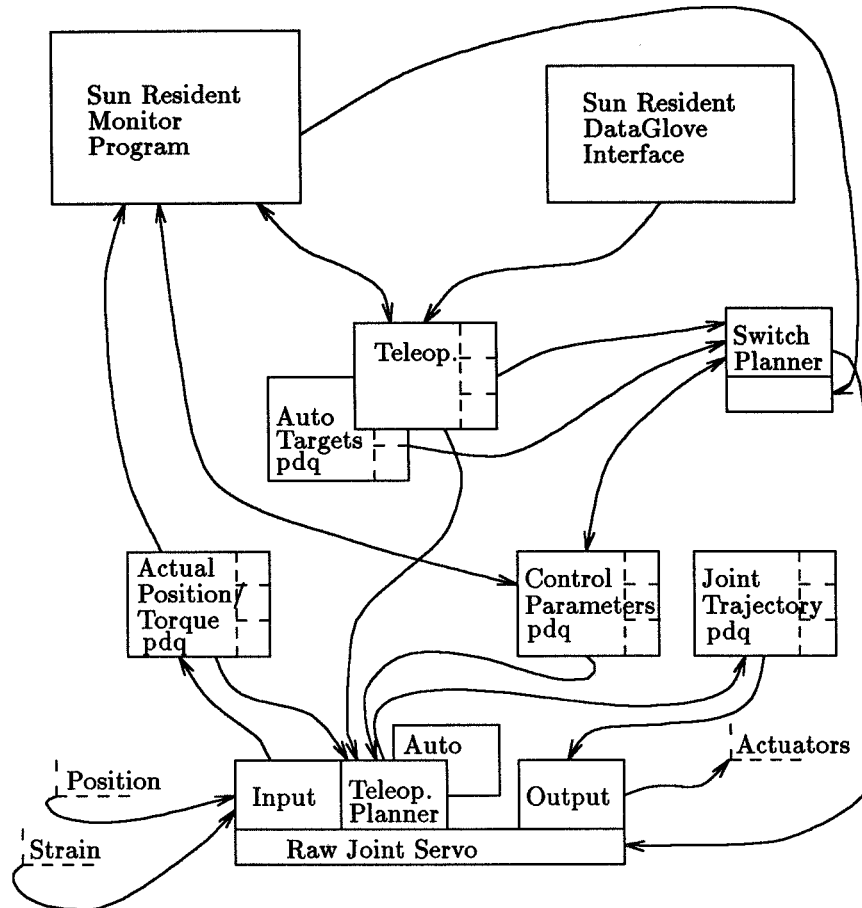 Sun Resident
Monitor
Program
Sun Resident
DataGlove
Interface
Teleop.
Switch
Planner
Auto
Targets
pdq
Actual
Position/
Torque
pdq
Control
Parameters
pdq
Joint
Trajectory
pdq
Auto
Actuators
Position
Input
Teleop.
Planner
Output
Strain
Raw Joint Servo